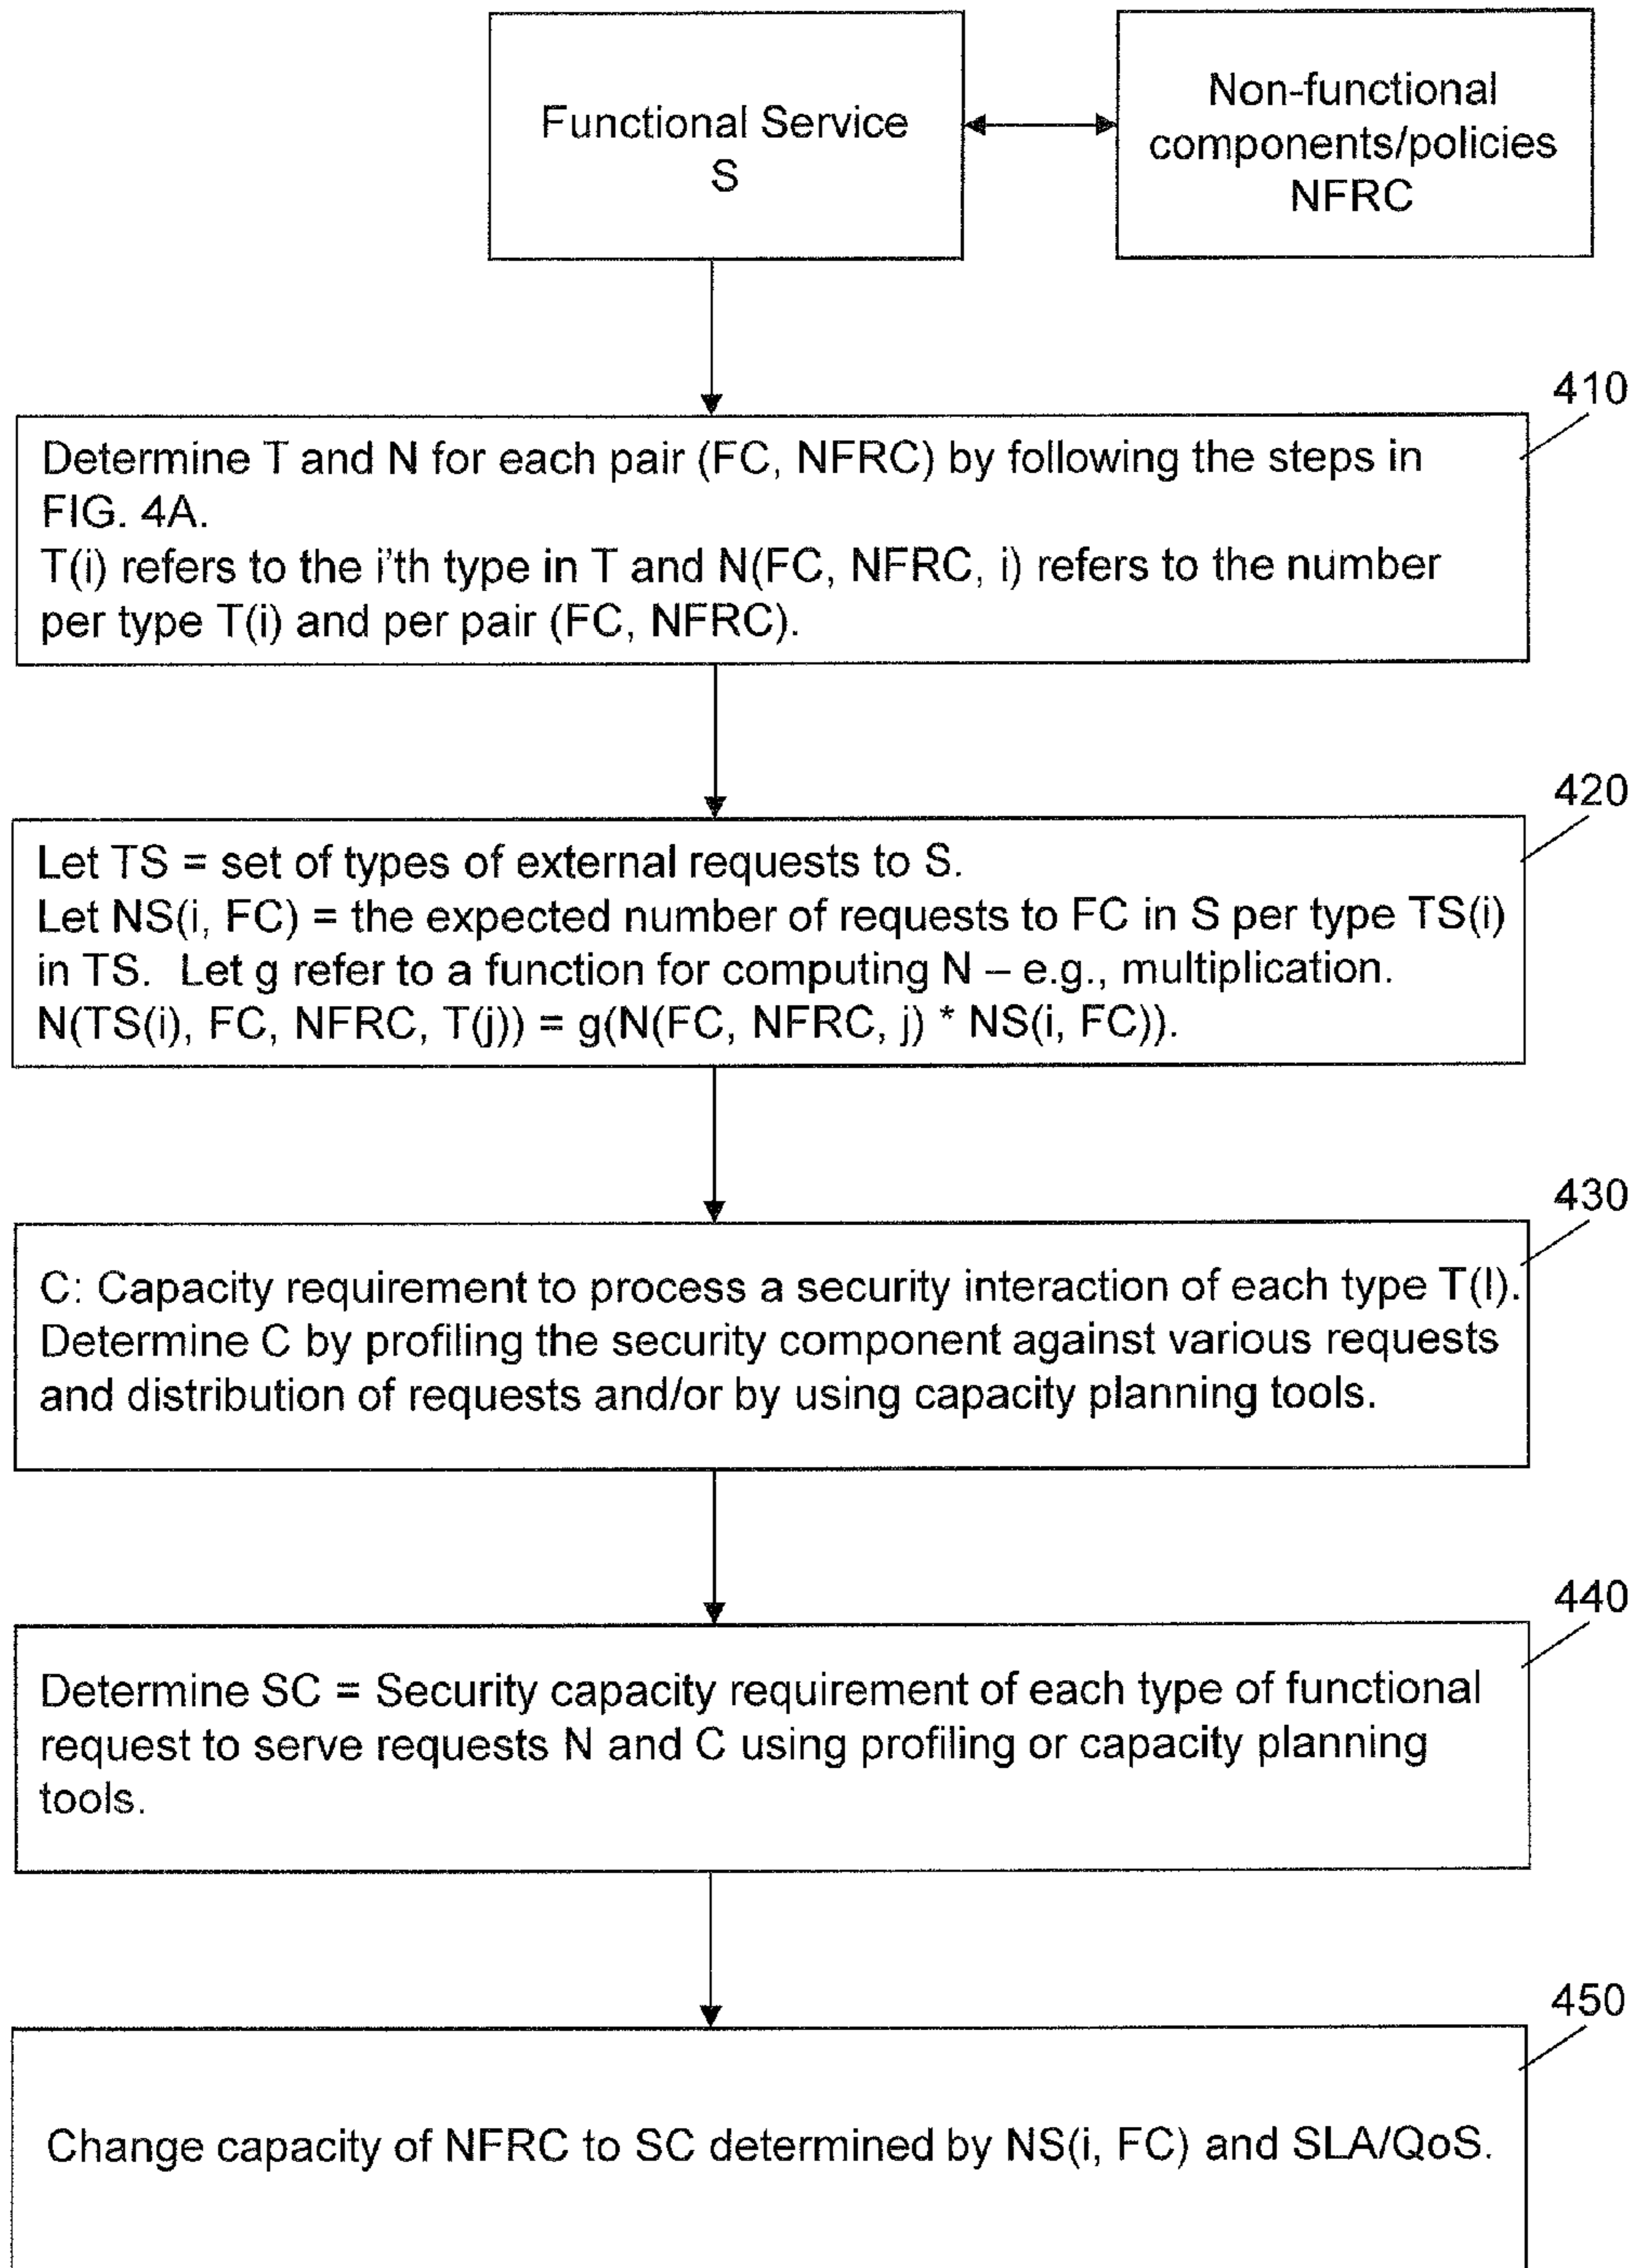 Functional Service
S
Non-functional
components/policies
NFRC
410
Determine T and N for each pair (FC, NFRC) by following the steps in
FIG. 4A.
T(i) refers to the i'th type in T and N(FC, NFRC, i) refers to the number
per type T(i) and per pair (FC, NFRC).
420
Let TS = set of types of external requests to S.
Let NS(i, FC) = the expected number of requests to FC in S per type TS(i)
in TS. Let g refer to a function for computing N – e.g., multiplication.
N(TS(i), FC, NFRC, T(j)) = g(N(FC, NFRC, j) * NS(i, FC)).
430
C: Capacity requirement to process a security interaction of each type T(I).
Determine C by profiling the security component against various requests
and distribution of requests and/or by using capacity planning tools.
440
Determine SC = Security capacity requirement of each type of functional
request to serve requests N and C using profiling or capacity planning
tools.
450
Change capacity of NFRC to SC determined by NS(i, FC) and SLA/QoS.